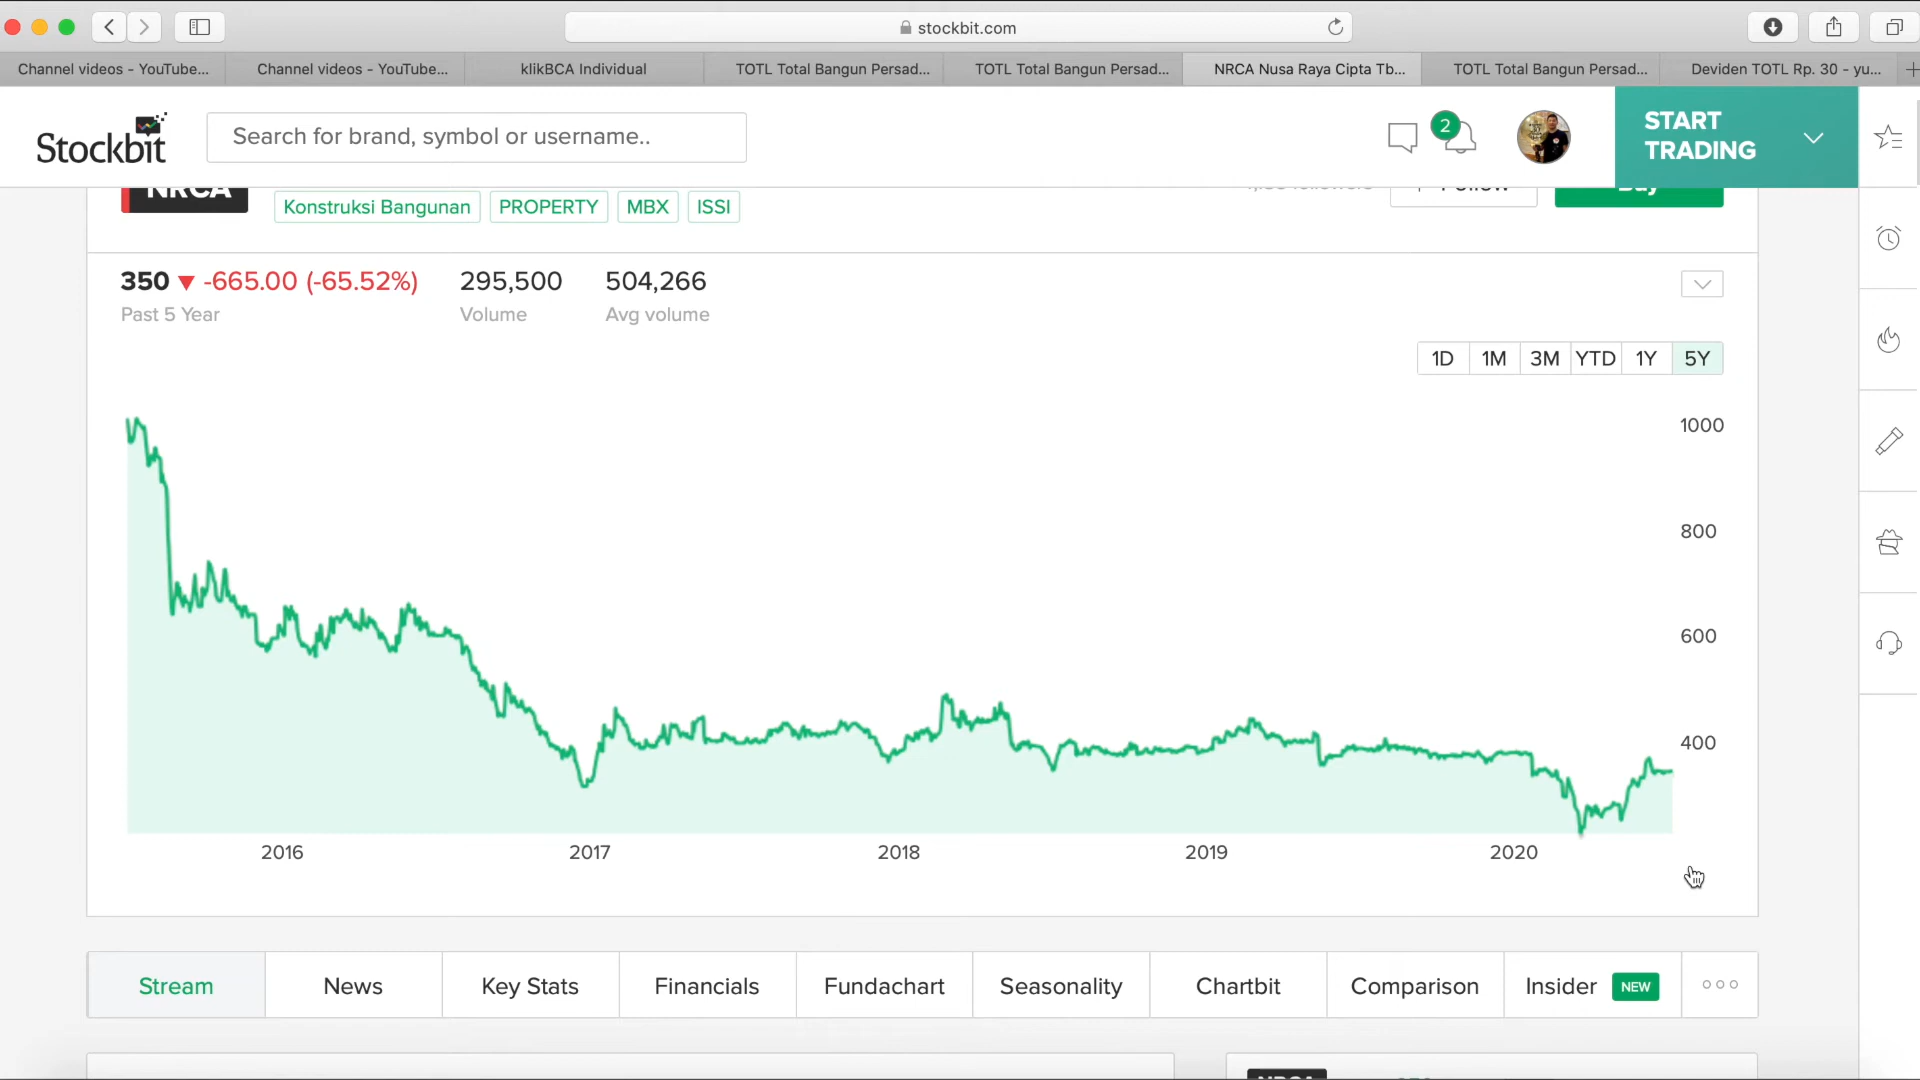 stockbit.com
Channel videos - YouTube...
Channel videos - YouTube...
klikBCA Individual
TOTL Total Bangun Persad...
TOTL Total Bangun Persad...
NRCA Nusa Raya Cipta Tb...
TOTL Total Bangun Persad...
Deviden TOTL Rp. 30 - yu...
Stockbit
Search for brand, symbol or username..
2
START
TRADING
NRCA
Konstruksi Bangunan
PROPERTY
MBX
ISSI
Follow
Buy
350 ▼ -665.00 (-65.52%)
Past 5 Year
295,500
Volume
504,266
Avg volume
1D
1M
3M
YTD
1Y
5Y
1000
800
600
400
2016
2017
2018
2019
2020
Stream
News
Key Stats
Financials
Fundachart
Seasonality
Chartbit
Comparison
Insider NEW
NRCA